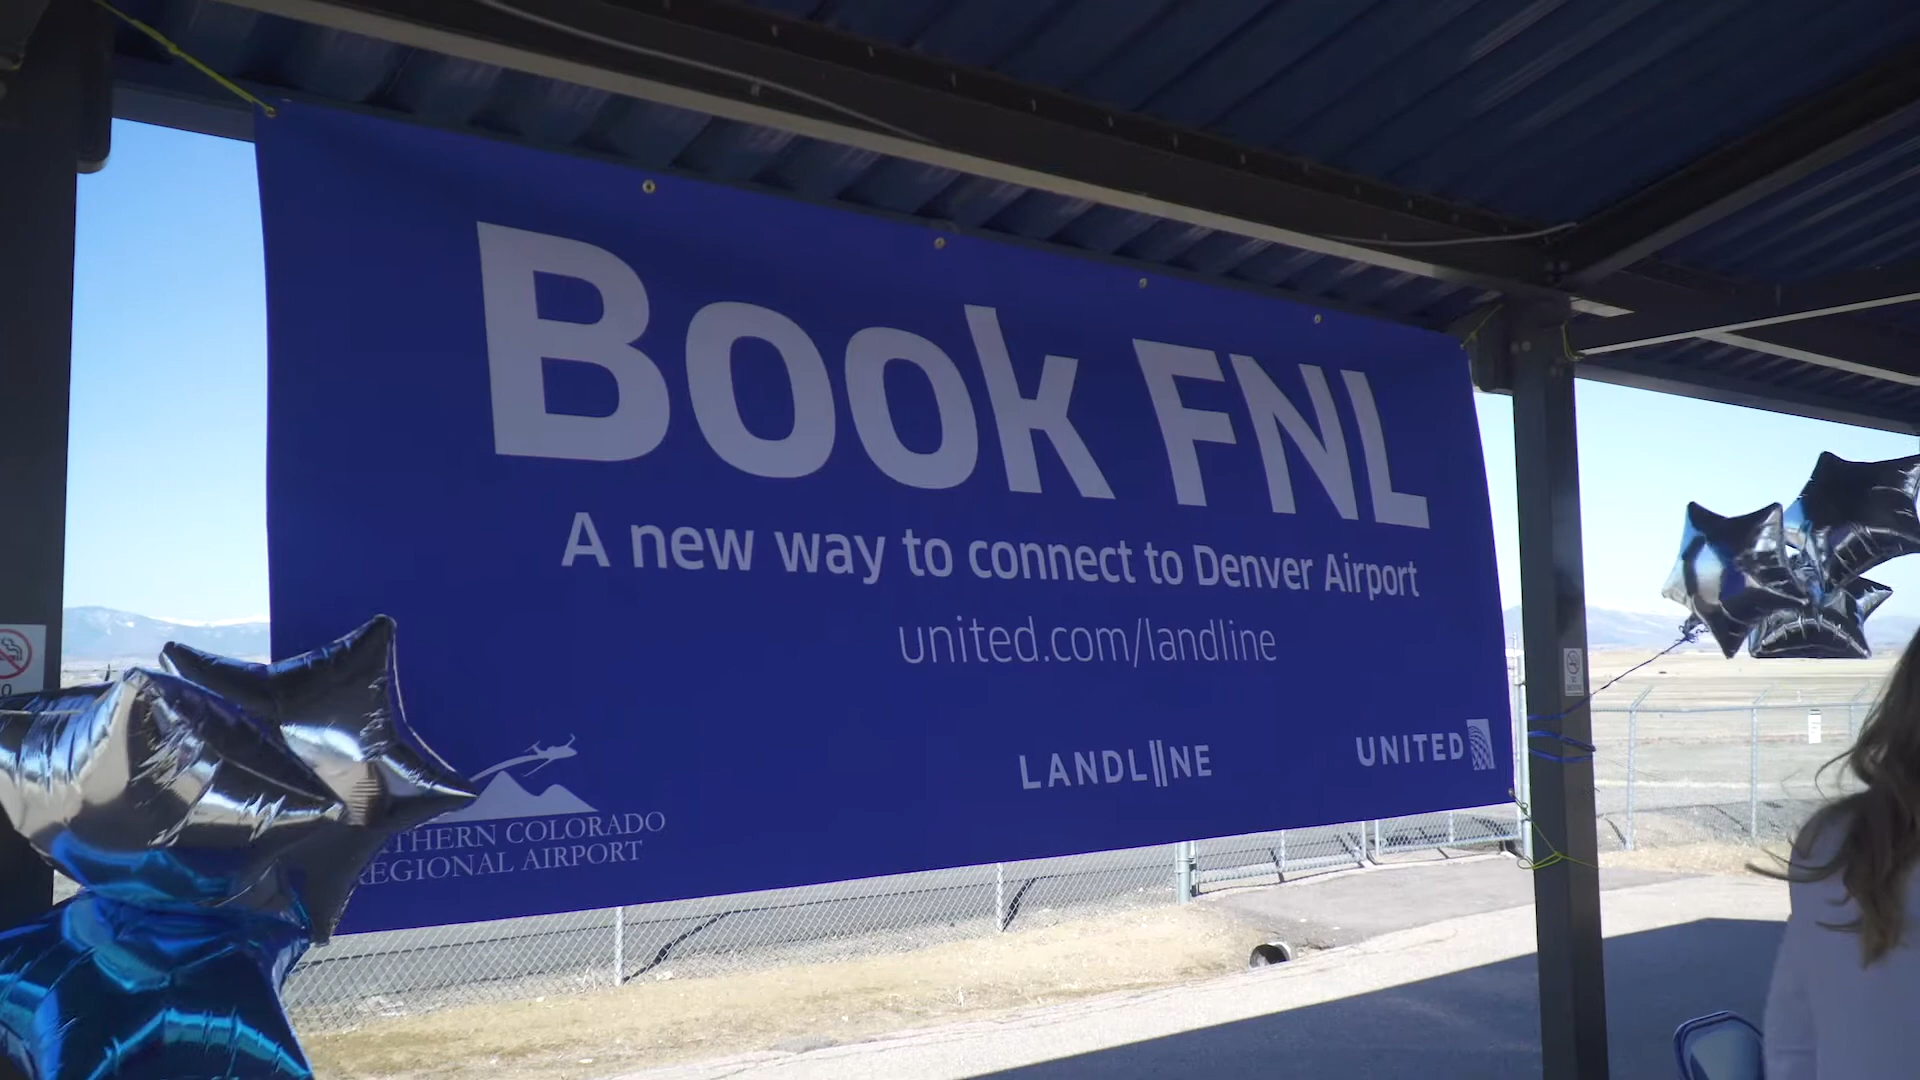 Book FNL
A new way to connect to Denver Airport
united.com/landline
THERN COLORADO
REGIONAL AIRPORT
LANDLINE
UNITED